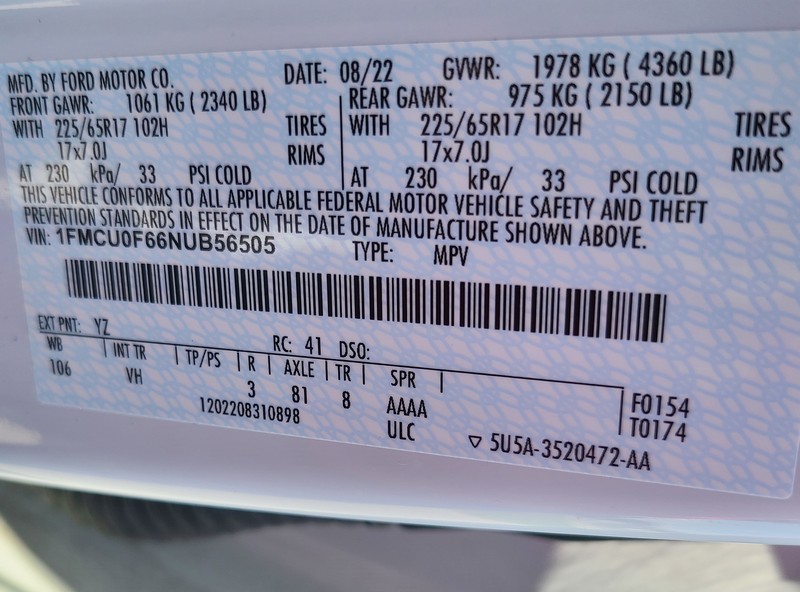 MFD. BY FORD MOTOR CO. DATE: 08/22 GVWR: 1978 KG ( 4360 LB)
FRONT GAWR: 1061 KG ( 2340 LB) REAR GAWR: 975 KG ( 2150 LB)
WITH 225/65R17 102H TIRES WITH 225/65R17 102H TIRES
17x7.0J RIMS 17x7.0J RIMS
AT 230 kPa/ 33 PSI COLD AT 230 kPa/ 33 PSI COLD
THIS VEHICLE CONFORMS TO ALL APPLICABLE FEDERAL MOTOR VEHICLE SAFETY AND THEFT
PREVENTION STANDARDS IN EFFECT ON THE DATE OF MANUFACTURE SHOWN ABOVE.
VIN: 1FMCU0F66NUB56505 TYPE: MPV
EXT PNT: YZ RC: 41 DSO:
WB INT TR TP/PS R AXLE TR SPR
106 VH 3 81 8 AAAA F0154
1202208310898 ULC T0174
5U5A-3520472-AA